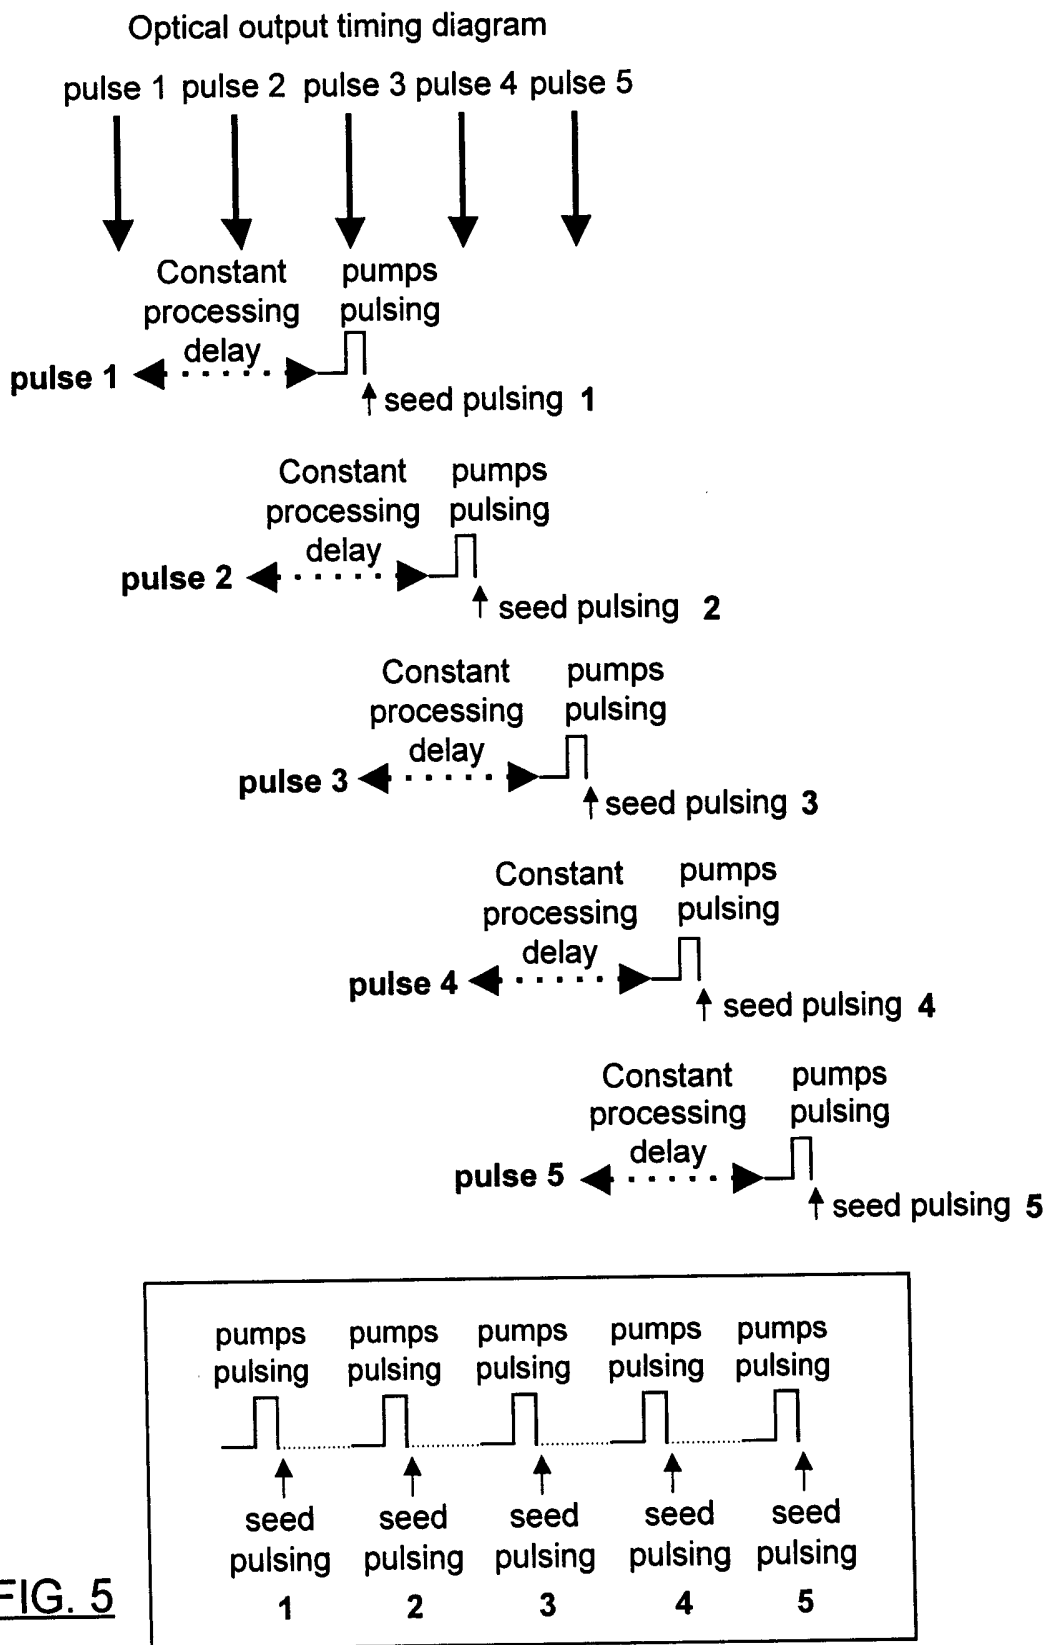 Optical output timing diagram
pulse 1 pulse 2 pulse 3 pulse 4 pulse 5
Constant pumps
processing pulsing
delay
pulse 1
seed pulsing 1
Constant pumps
processing pulsing
delay
pulse 2
seed pulsing 2
Constant pumps
processing pulsing
delay
pulse 3
seed pulsing 3
Constant pumps
processing pulsing
delay
pulse 4
seed pulsing 4
Constant pumps
processing pulsing
delay
pulse 5
seed pulsing 5
pumps pumps pumps pumps pumps
pulsing pulsing pulsing pulsing pulsing
seed seed seed seed seed
pulsing pulsing pulsing pulsing pulsing
1 2 3 4 5
FIG. 5